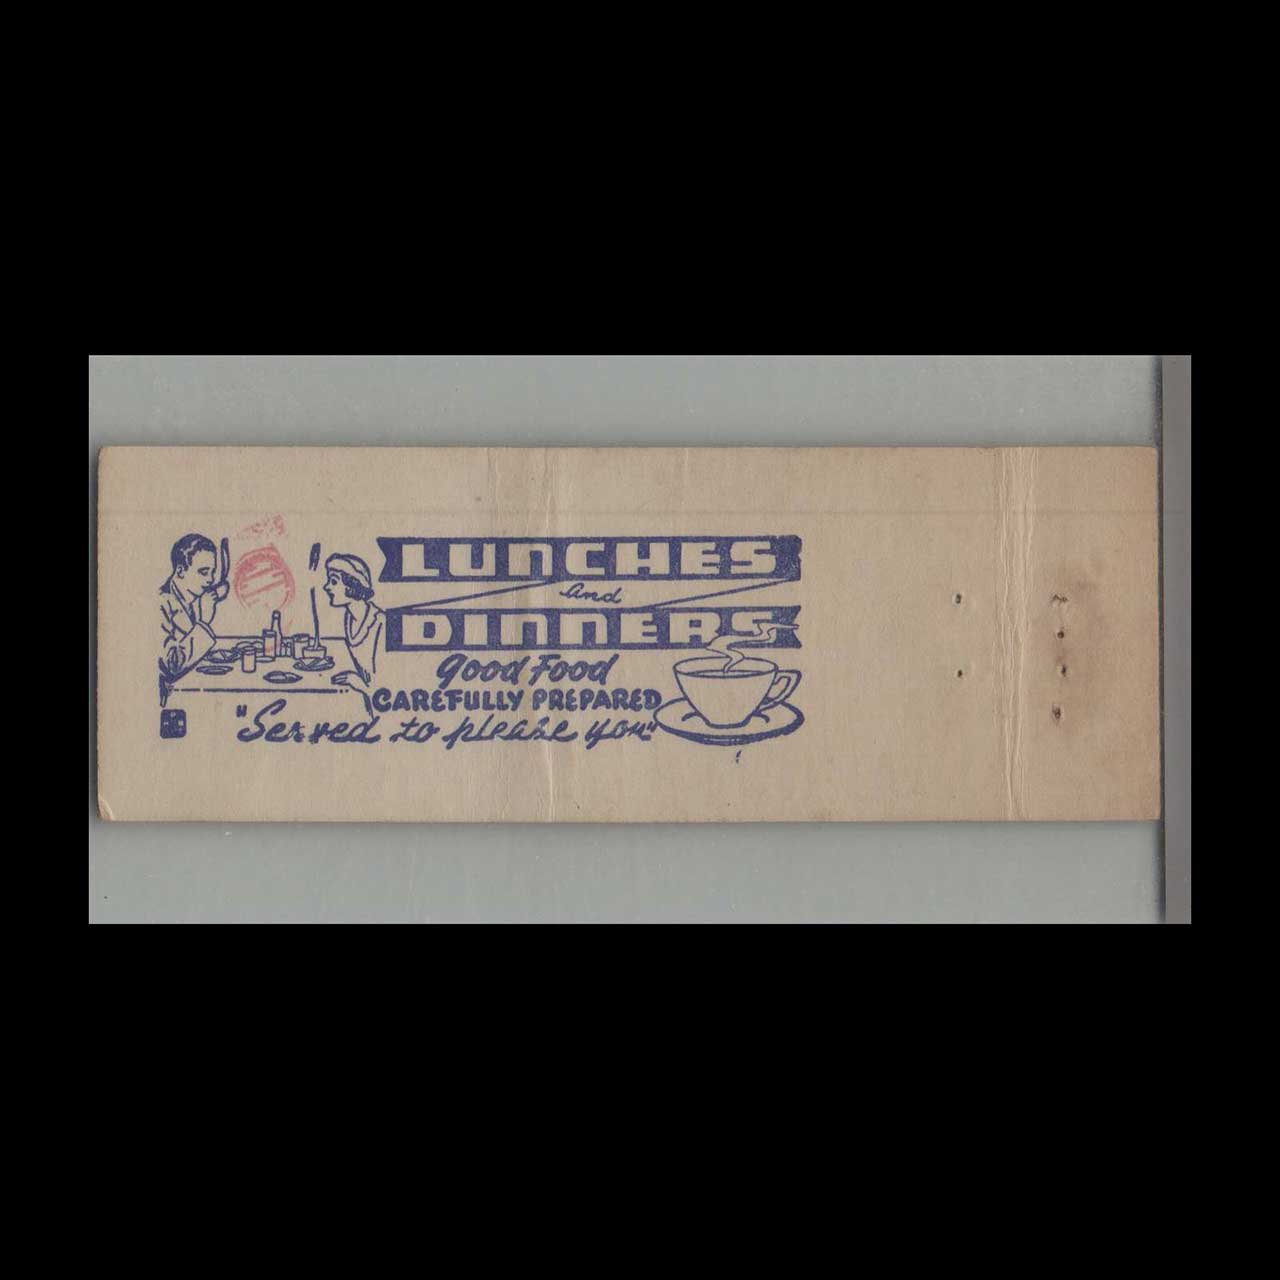 LUNCHES
and
DINNERS
Good Food
CAREFULLY PREPARED
"Served to please you"